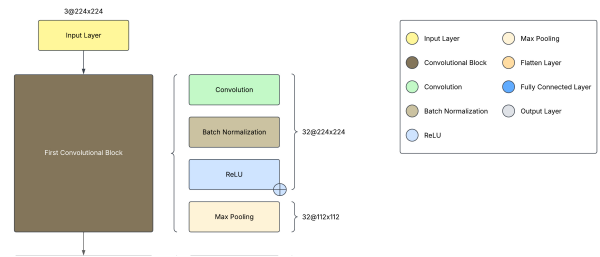 3@224x224
Input Layer
First Convolutional Block
Convolution
Batch Normalization
ReLU
Max Pooling
32@224x224
32@112x112
Input Layer
Convolutional Block
Convolution
Batch Normalization
ReLU
Max Pooling
Flatten Layer
Fully Connected Layer
Output Layer